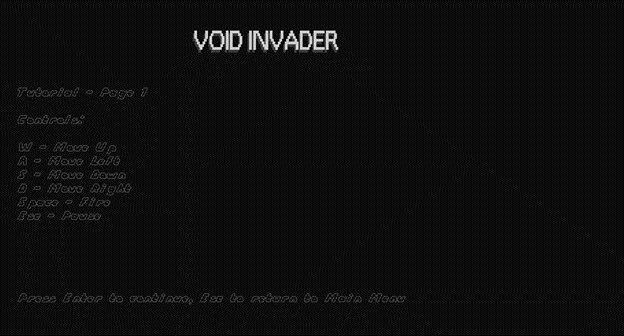 VOID INVADER
Tutorial - Page 1
Controls:
W - Move Up
A - Move Left
S - Move Down
D - Move Right
Space - Fire
Esc - Pause
Press Enter to continue, Esc to return to Main Menu